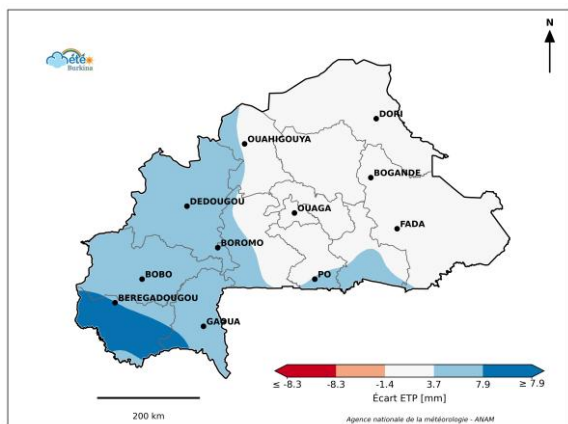 N
Météo
Burkina
DORI
OUAHIGOUYA
BOGANDE
DEDOUGOU
OUAGA
FADA
BOROMO
BOBO
PO
BEREGADOUGOU
GAOUA
≤ -8.3 -8.3 -1.4 3.7 7.9 ≥ 7.9
Écart ETP [mm]
200 km
Agence nationale de la météorologie - ANAM